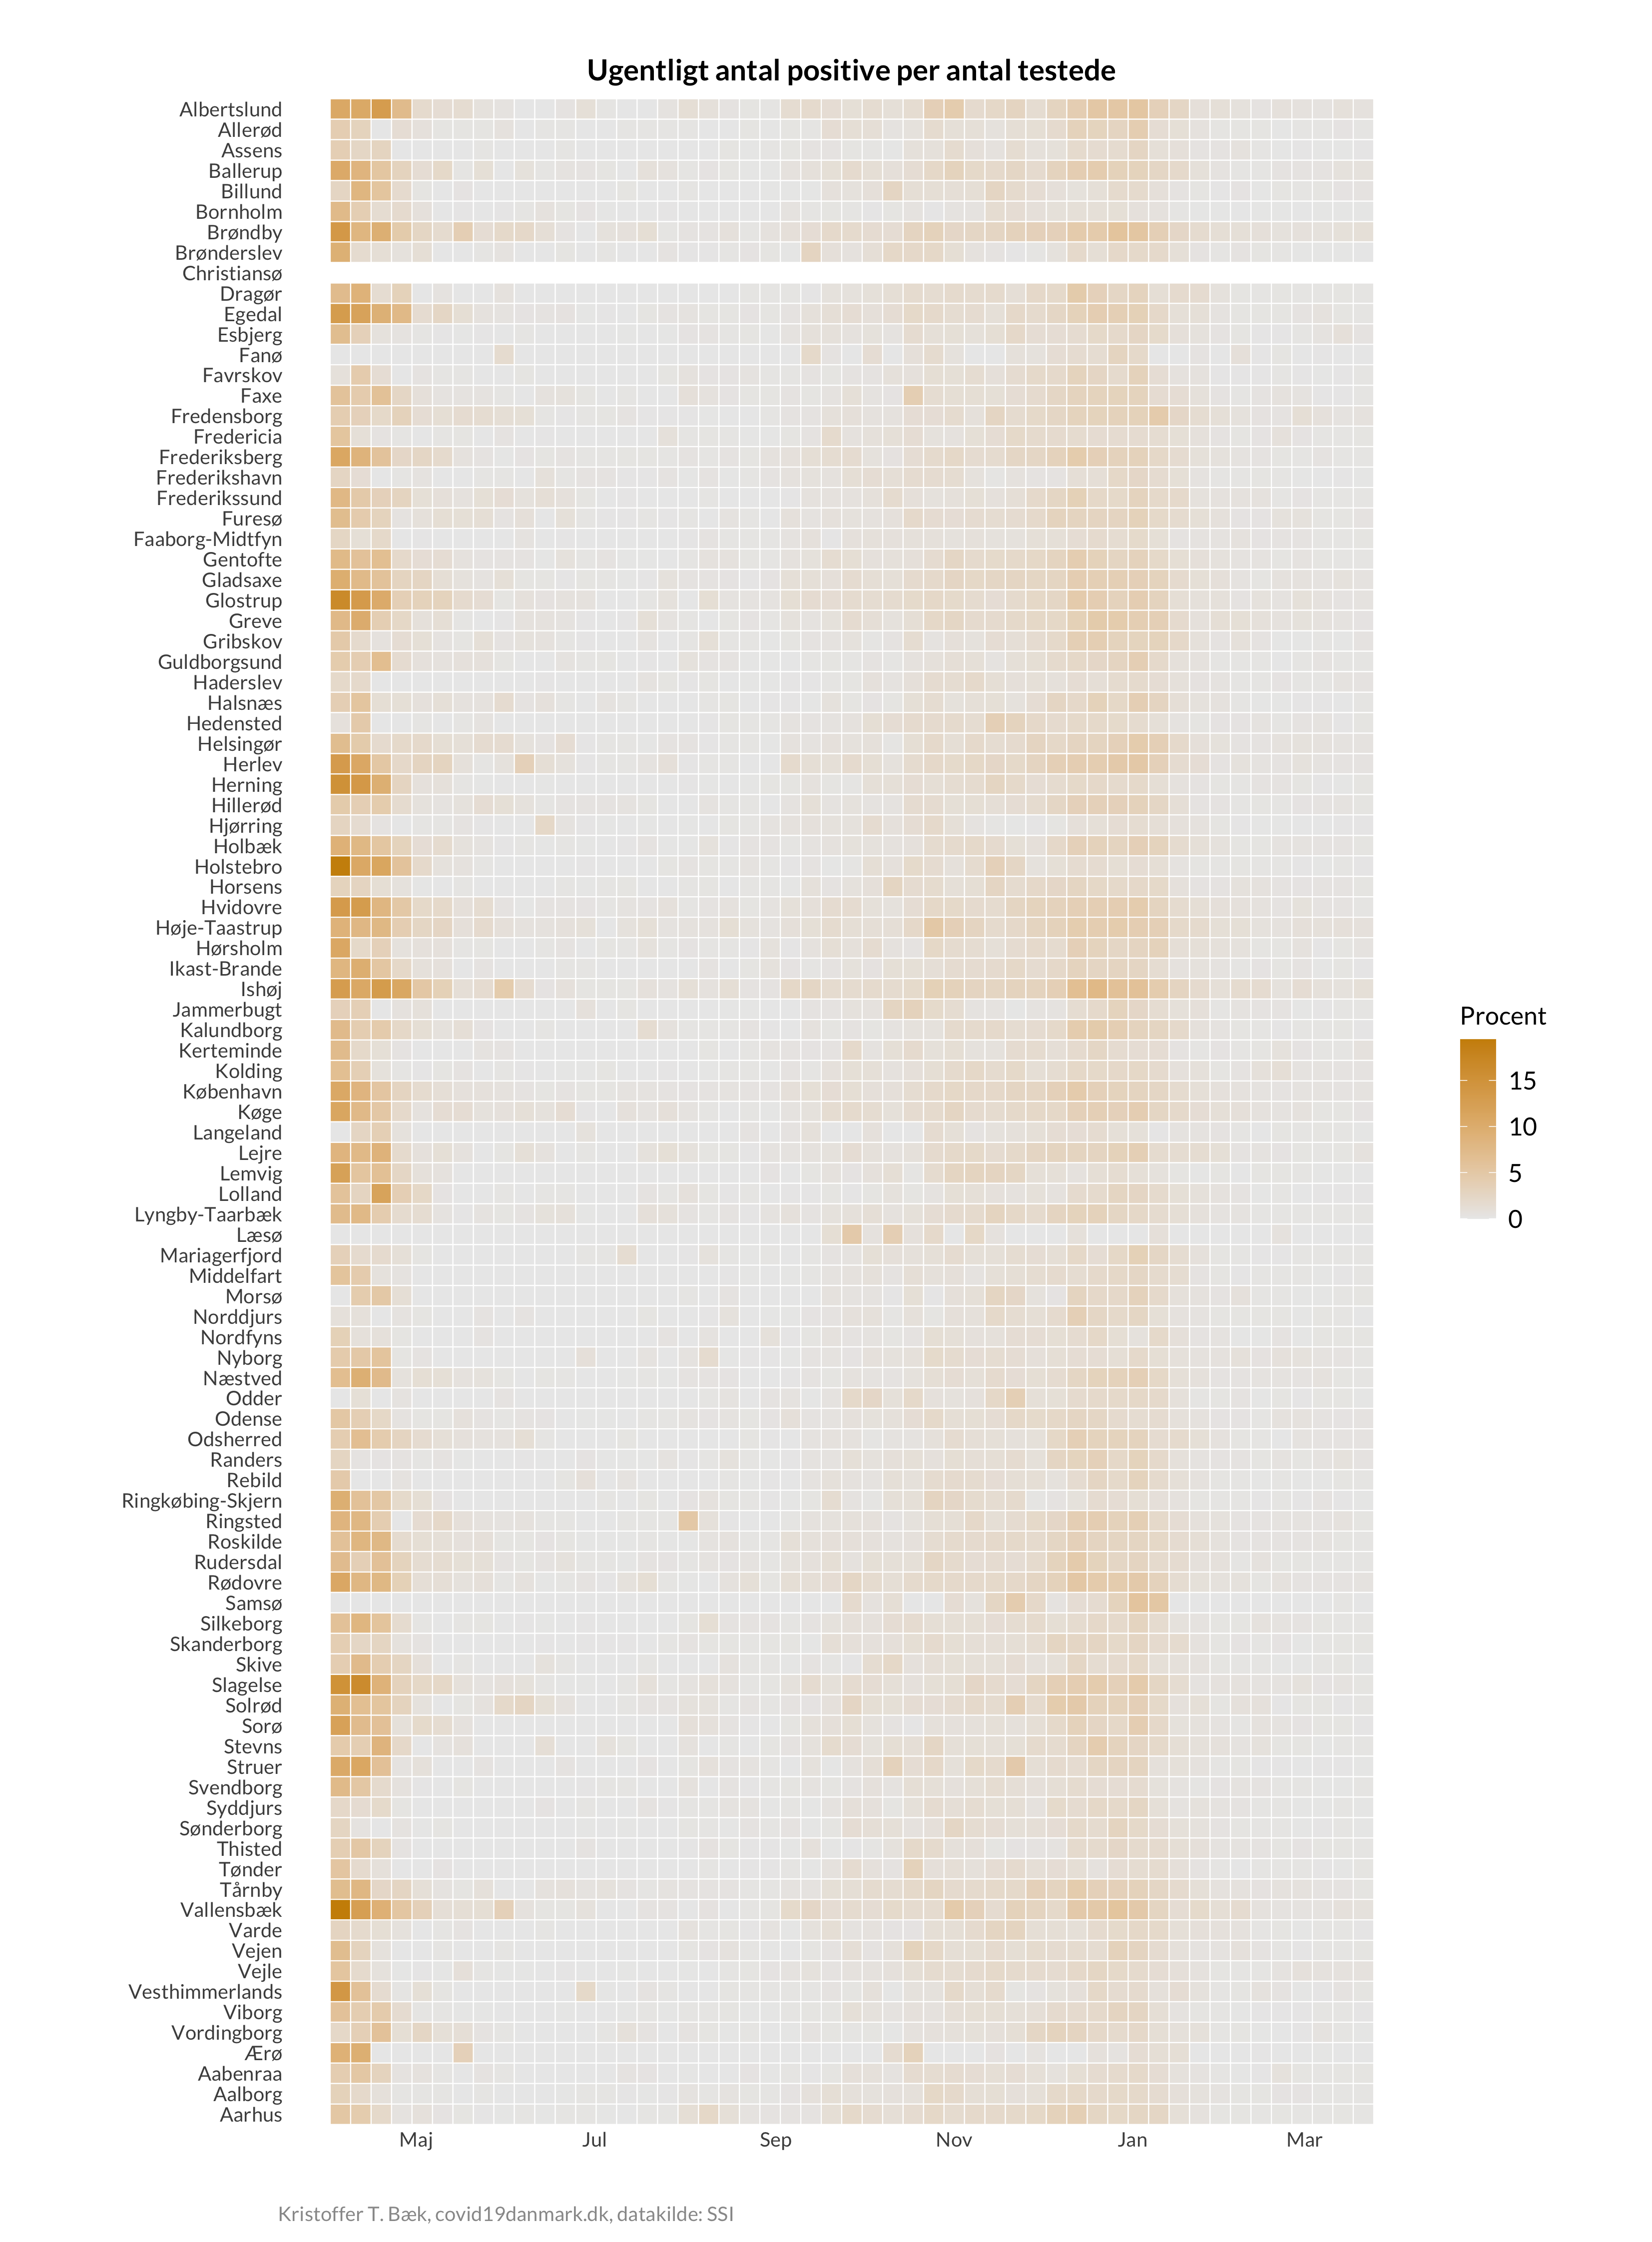 Ugentligt antal positive per antal testede
Albertslund
Allerød
Assens
Ballerup
Billund
Bornholm
Brøndby
Brønderslev
Christiansø
Dragør
Egedal
Esbjerg
Fanø
Favrskov
Faxe
Fredensborg
Fredericia
Frederiksberg
Frederikshavn
Frederikssund
Furesø
Faaborg-Midtfyn
Gentofte
Gladsaxe
Glostrup
Greve
Gribskov
Guldborgsund
Haderslev
Halsnæs
Hedensted
Helsingør
Herlev
Herning
Hillerød
Hjørring
Holbæk
Holstebro
Horsens
Hvidovre
Høje-Taastrup
Hørsholm
Ikast-Brande
Ishøj
Jammerbugt
Kalundborg
Kerteminde
Kolding
København
Køge
Langeland
Lejre
Lemvig
Lolland
Lyngby-Taarbæk
Læsø
Mariagerfjord
Middelfart
Morsø
Norddjurs
Nordfyns
Nyborg
Næstved
Odder
Odense
Odsherred
Randers
Rebild
Ringkøbing-Skjern
Ringsted
Roskilde
Rudersdal
Rødovre
Samsø
Silkeborg
Skanderborg
Skive
Slagelse
Solrød
Sorø
Stevns
Struer
Svendborg
Syddjurs
Sønderborg
Thisted
Tønder
Tårnby
Vallensbæk
Varde
Vejen
Vejle
Vesthimmerlands
Viborg
Vordingborg
Ærø
Aabenraa
Aalborg
Aarhus
Maj Jul Sep Nov Jan Mar
Procent
15
10
5
0
Kristoffer T. Bæk, covid19danmark.dk, datakilde: SSI